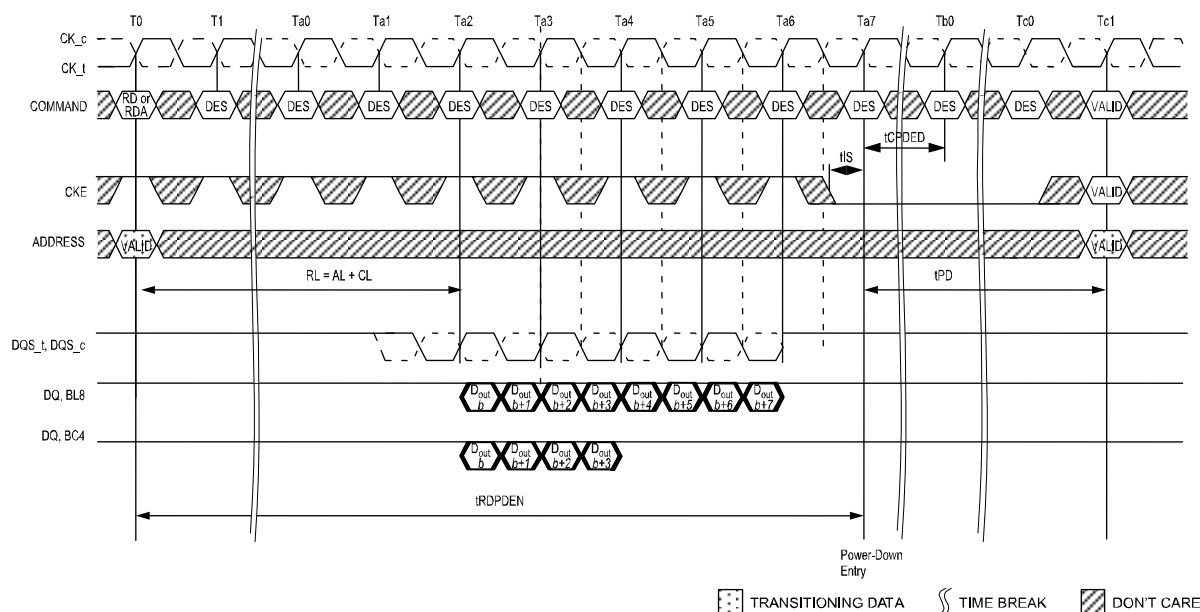 T0 T1 Ta0 Ta1 Ta2 Ta3 Ta4 Ta5 Ta6 Ta7 Tb0 Tc0 Tc1
CK_c
CK_t
COMMAND RD or RDA DES DES DES DES DES DES DES DES DES DES DES VALID
tCPDED
tIS
CKE VALID
ADDRESS VALID VALID
RL = AL + CL tPD
DQS_t, DQS_c
DQ, BL8 Dout b Dout b+1 Dout b+2 Dout b+3 Dout b+4 Dout b+5 Dout b+6 Dout b+7
DQ, BC4 Dout b Dout b+1 Dout b+2 Dout b+3
tRDPDEN
Power-Down
Entry
TRANSITIONING DATA TIME BREAK DON'T CARE